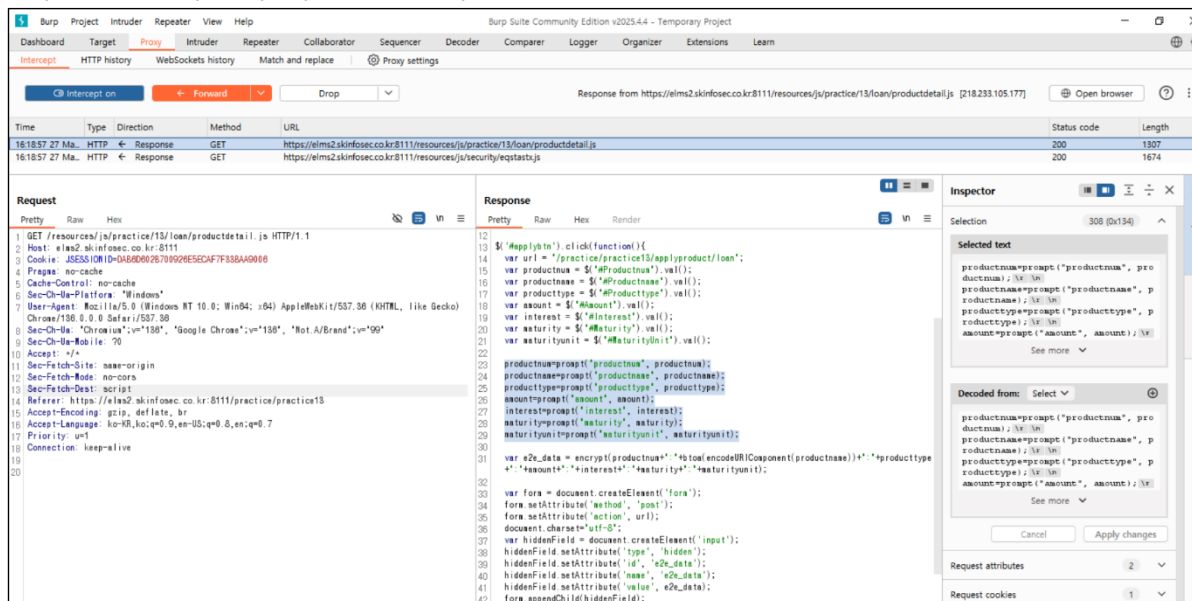 Burp Project Intruder Repeater View Help Burp Suite Community Edition v2025.4.4 - Temporary Project
Dashboard Target Proxy Intruder Repeater Collaborator Sequencer Decoder Comparer Logger Organizer Extensions Learn
Intercept HTTP history WebSockets history Match and replace Proxy settings
Intercept on Forward Drop Response from https://elms2.skinfosec.co.kr:8111/resources/js/practice/13/loan/productdetail.js [218.233.105.177] Open browser
Time Type Direction Method URL Status code Length
16:18:57 27 Ma... HTTP ← Response GET https://elms2.skinfosec.co.kr:8111/resources/js/practice/13/loan/productdetail.js 200 1307
16:18:57 27 Ma... HTTP ← Response GET https://elms2.skinfosec.co.kr:8111/resources/js/security/eqstastx.js 200 1674
Request
Pretty Raw Hex
1 GET /resources/js/practice/13/loan/productdetail.js HTTP/1.1
2 Host: elms2.skinfosec.co.kr:8111
3 Cookie: JSESSIONID=
4 Pragma: no-cache
5 Cache-Control: no-cache
6 Sec-Ch-Ua-Platform: "Windows"
7 User-Agent: Mozilla/5.0 (Windows NT 10.0; Win64; x64) AppleWebKit/537.36 (KHTML, like Gecko)
Chrome/136.0.0.0 Safari/537.36
8 Sec-Ch-Ua: "Chromium";v="136", "Google Chrome";v="136", "Not.A/Brand";v="99"
9 Sec-Ch-Ua-Mobile: ?0
10 Accept: */*
11 Sec-Fetch-Site: same-origin
12 Sec-Fetch-Mode: no-cors
13 Sec-Fetch-Dest: script
14 Referer: https://elms2.skinfosec.co.kr:8111/practice/practice13
15 Accept-Encoding: gzip, deflate, br
16 Accept-Language: ko-KR,ko;q=0.9,en-US;q=0.8,en;q=0.7
17 Priority: u=1
18 Connection: keep-alive
19
20
Response
Pretty Raw Hex Render
12
13 $('#applybtn').click(function(){
14 var url = "/practice/practice13/applyproduct/loan";
15 var productnum = $("#Productnum").val();
16 var productname = $("#Productname").val();
17 var producttype = $("#Producttype").val();
18 var amount = $("#Amount").val();
19 var interest = $("#Interest").val();
20 var maturity = $("#Maturity").val();
21 var maturityunit = $("#MaturityUnit").val();
22
23 productnum=prompt("productnum", productnum);
24 productname=prompt("productname", productname);
25 producttype=prompt("producttype", producttype);
26 amount=prompt("amount", amount);
27 interest=prompt("interest", interest);
28 maturity=prompt("maturity", maturity);
29 maturityunit=prompt("maturityunit", maturityunit);
30
31 var e2e_data = encrypt(productnum+":"+btoa(encodeURIComponent(productname))+":"+producttype
+":"+amount+":"+interest+":"+maturity+":"+maturityunit);
32
33 var form = document.createElement('form');
34 form.setAttribute('method', 'post');
35 form.setAttribute('action', url);
36 document.charset="utf-8";
37 var hiddenField = document.createElement('input');
38 hiddenField.setAttribute('type', 'hidden');
39 hiddenField.setAttribute('id', 'e2e_data');
40 hiddenField.setAttribute('name', 'e2e_data');
41 hiddenField.setAttribute('value', e2e_data);
42 form.appendChild(hiddenField);
Inspector
Selection 308 (0x134)
Selected text
productnum=prompt("productnum", pro
ductnum); \r \n
productname=prompt("productname", p
roductname); \r \n
producttype=prompt("producttype", p
roducttype); \r \n
amount=prompt("amount", amount); \r
See more
Decoded from: Select
productnum=prompt("productnum", pro
ductnum); \r \n
productname=prompt("productname", p
roductname); \r \n
producttype=prompt("producttype", p
roducttype); \r \n
amount=prompt("amount", amount); \r
See more
Cancel Apply changes
Request attributes 2
Request cookies 1